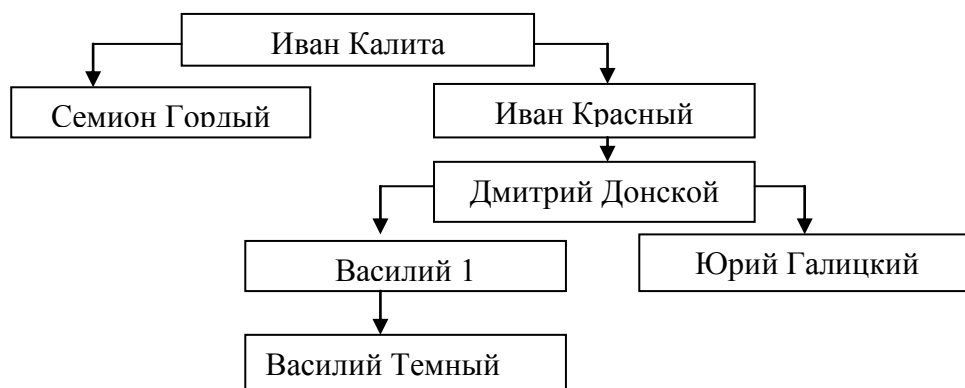 Иван Калита
Семион Гордый
Иван Красный
Дмитрий Донской
Василий 1
Юрий Галицкий
Василий Темный